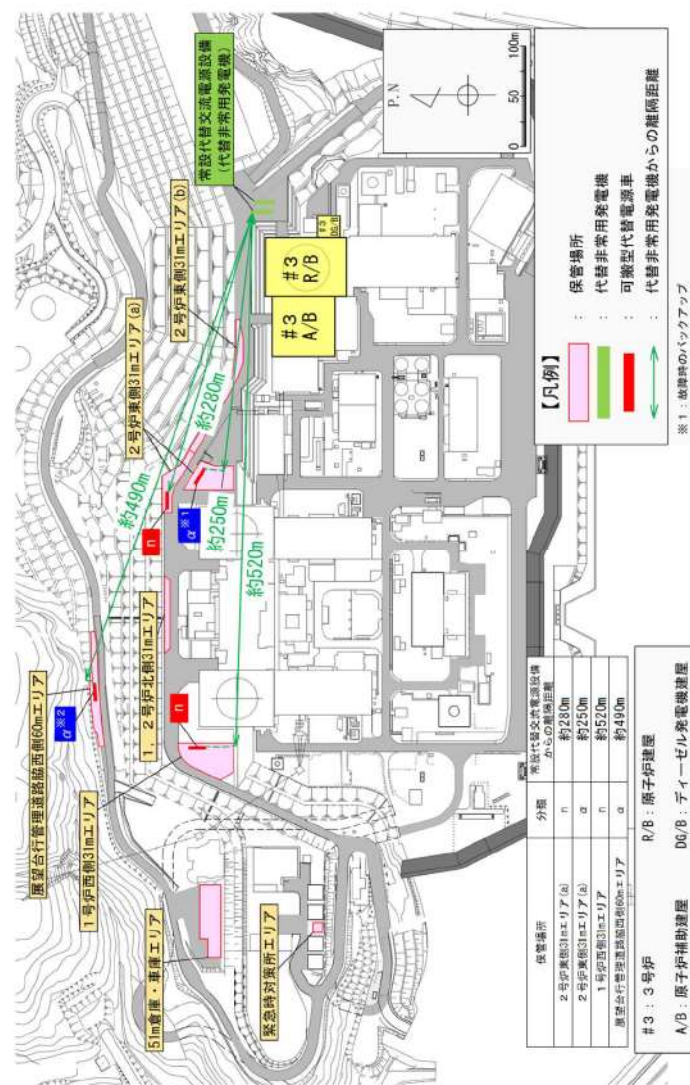 常設代替交流電源設備
(代替非常用発電機)
2号炉東側31mエリア(b)
2号炉東側31mエリア(a)
展望台行管理道路脇西側60mエリア
1号炉西側31mエリア
1,2号炉北側31mエリア
51m倉庫・車庫エリア
緊急時対策所エリア
約490m
約280m
約250m
約520m
n
α※1
α※2
n
#3
DG/B
#3
R/B
#3
A/B
P.N
0 50 100m
【凡例】
: 保管場所
: 代替非常用発電機
: 可搬型代替電源車
: 代替非常用発電機からの離隔距離
※1:故障時のバックアップ
保管場所 分類 常設代替交流電源設備からの離隔距離
2号炉東側31mエリア(a) n 約280m
2号炉東側31mエリア(a) α 約250m
1号炉西側31mエリア n 約520m
展望台行管理道路脇西側60mエリア α 約490m
#3:3号炉 R/B:原子炉建屋
A/B:原子炉補助建屋 DG/B:ディーゼル発電機建屋